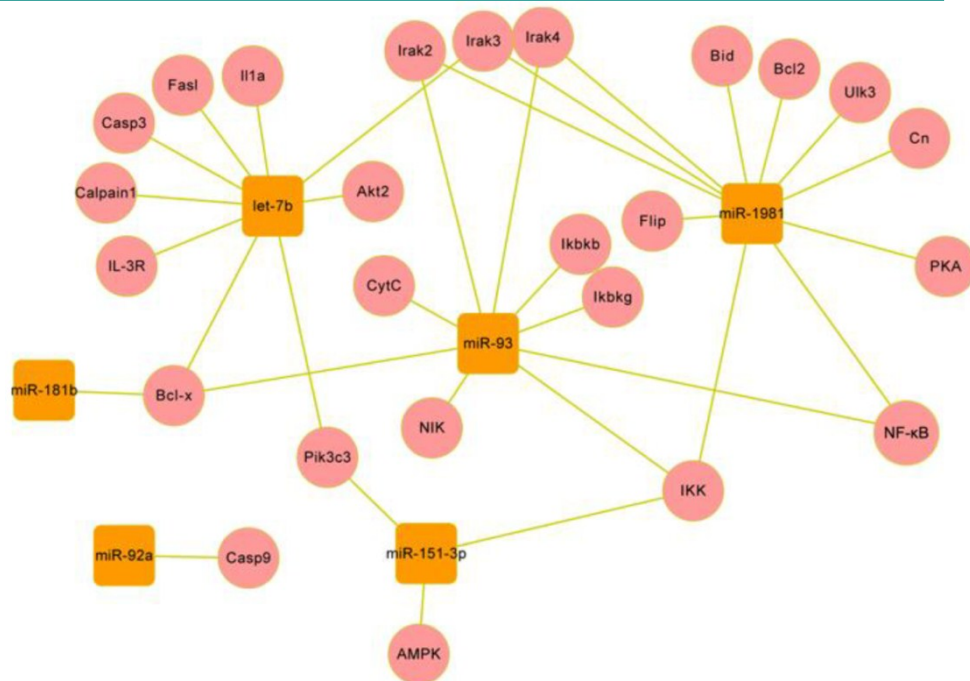 Irak2
Irak3
Irak4
Bid
Bcl2
Ulk3
Cn
Fasl
Il1a
Casp3
Calpain1
let-7b
Akt2
IL-3R
Flip
miR-1981
PKA
Ikbkb
CytC
Ikbkg
miR-93
miR-181b
Bcl-x
NIK
NF-κB
Pik3c3
IKK
miR-92a
Casp9
miR-151-3p
AMPK